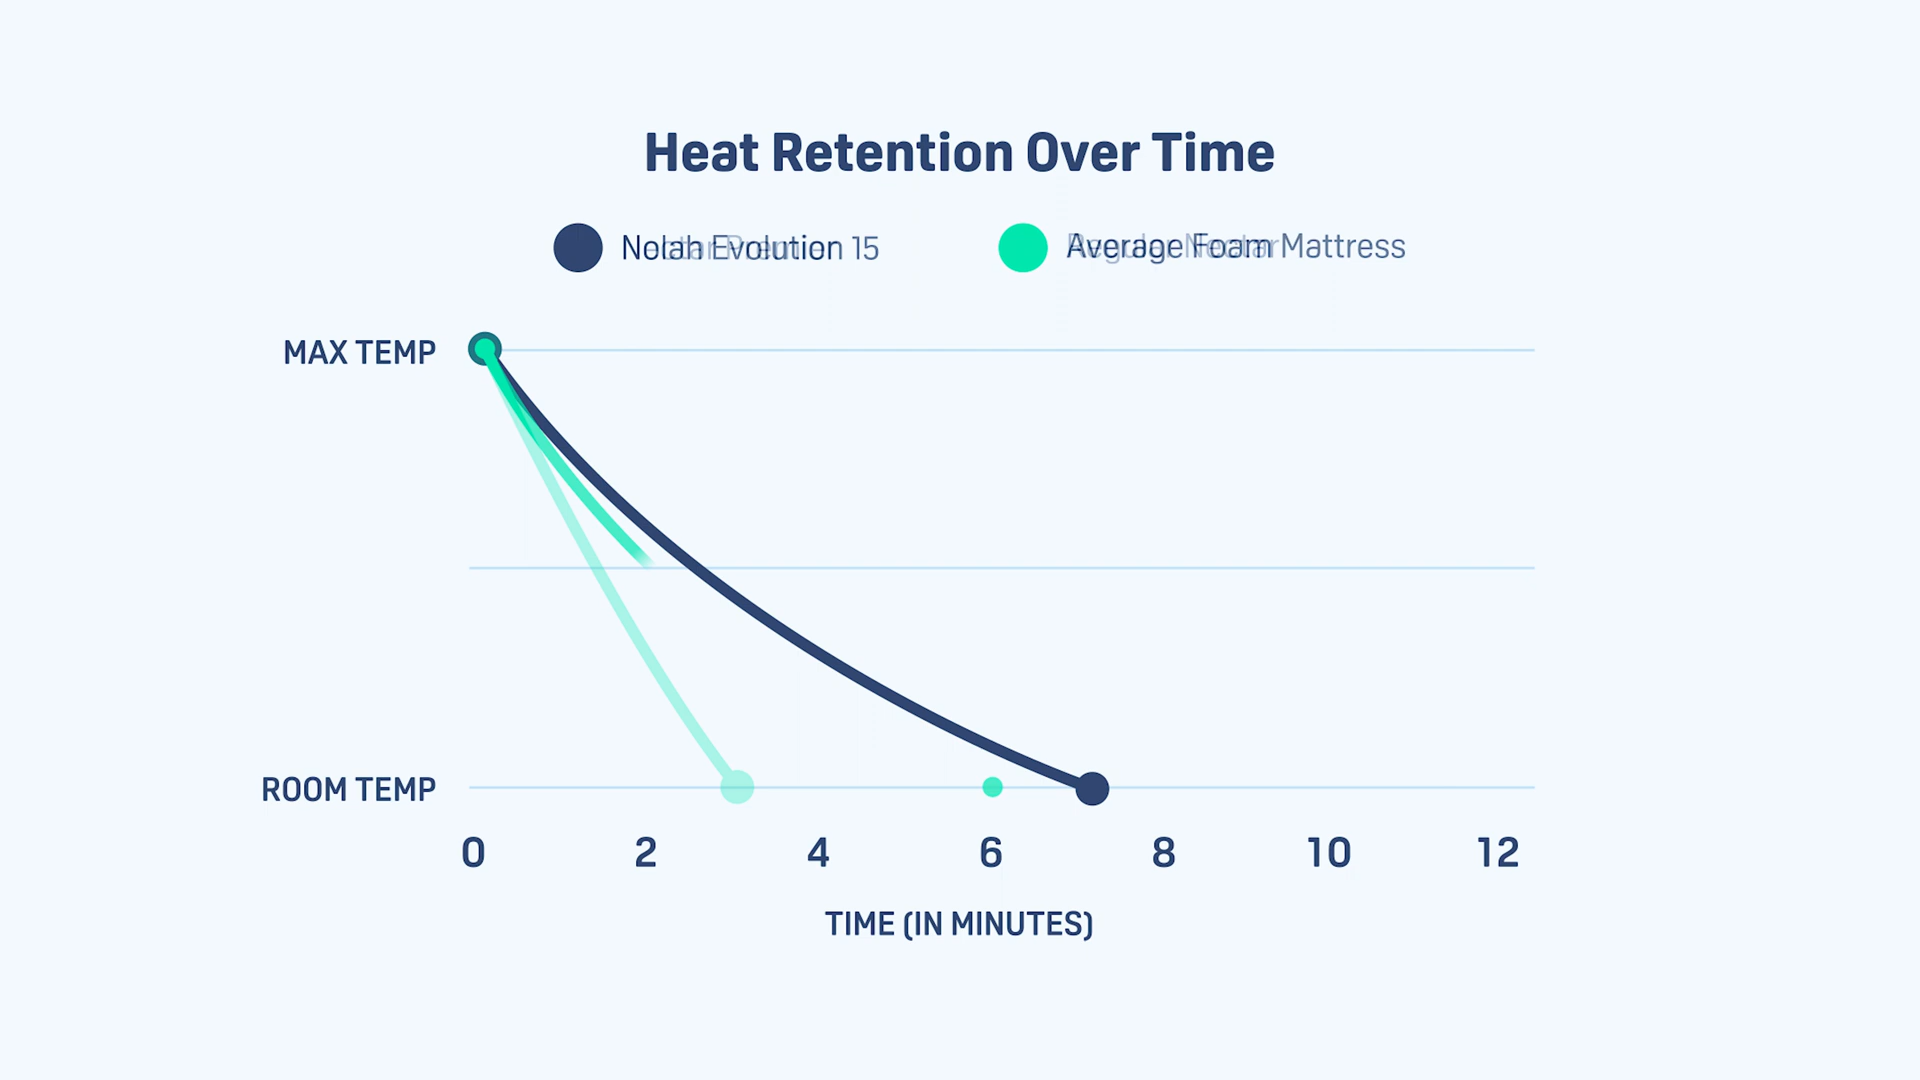 Heat Retention Over Time
Nolah Evolution 15
Average Foam Mattress
MAX TEMP
ROOM TEMP
0 2 4 6 8 10 12
TIME (IN MINUTES)